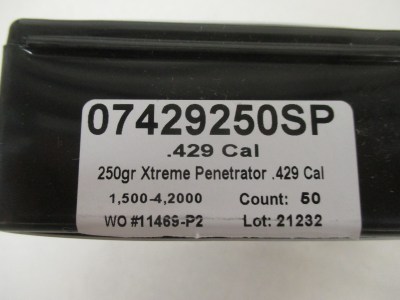 07429250SP
.429 Cal
250gr Xtreme Penetrator .429 Cal
1,500-4,2000 Count: 50
WO #11469-P2 Lot: 21232